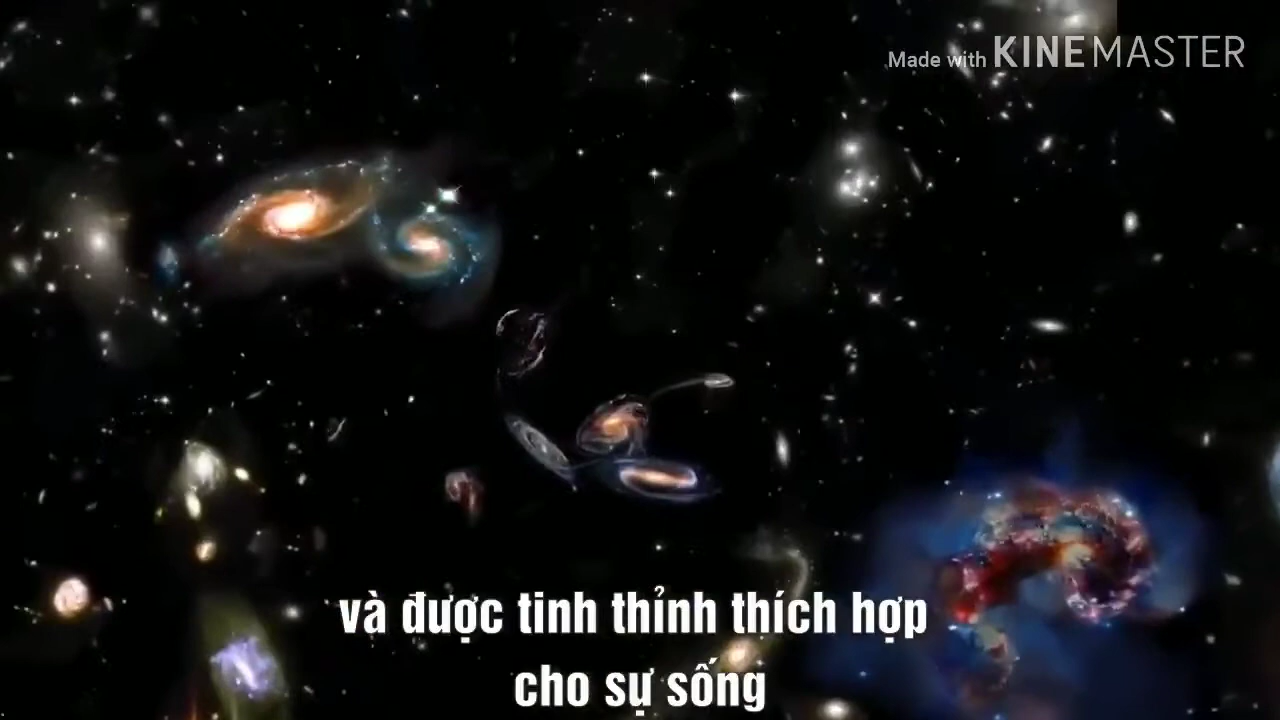 Made with KINEMASTER
và được tinh thỉnh thích hợp
cho sự sống